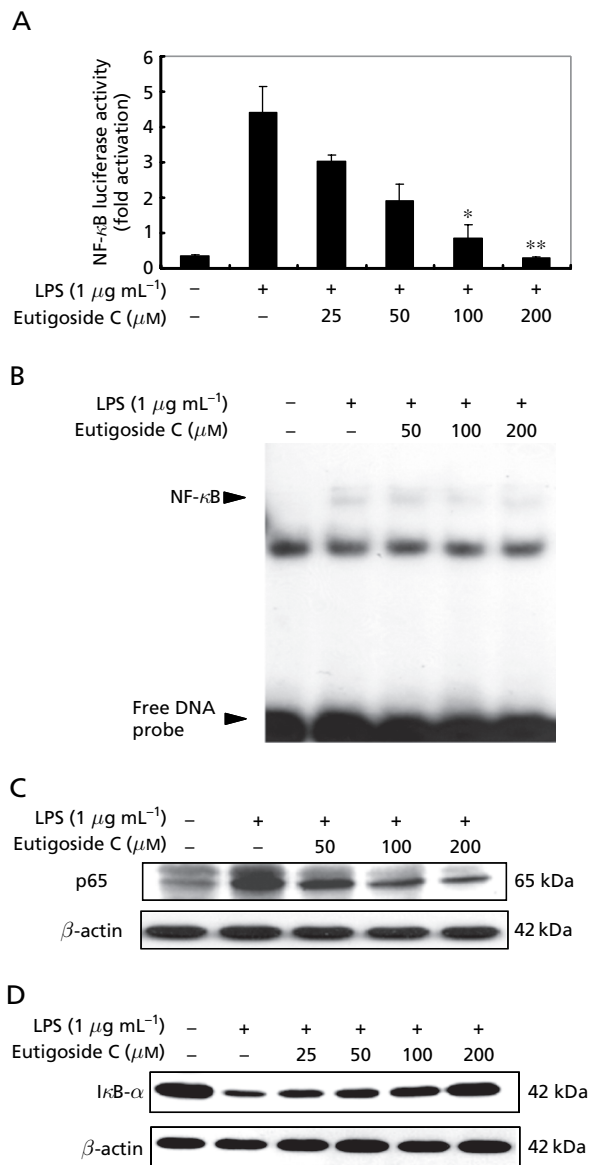 A
6
5
4
3
2
1
0
NF-κB luciferase activity
(fold activation)
*
**
LPS (1 μg mL⁻¹) – + + + + +
Eutigoside C (μM) – – 25 50 100 200
B
LPS (1 μg mL⁻¹) – + + + +
Eutigoside C (μM) – – 50 100 200
NF-κB
Free DNA
probe
C
LPS (1 μg mL⁻¹) – + + + +
Eutigoside C (μM) – – 50 100 200
p65 65 kDa
β-actin 42 kDa
D
LPS (1 μg mL⁻¹) – + + + + +
Eutigoside C (μM) – – 25 50 100 200
IκB-α 42 kDa
β-actin 42 kDa